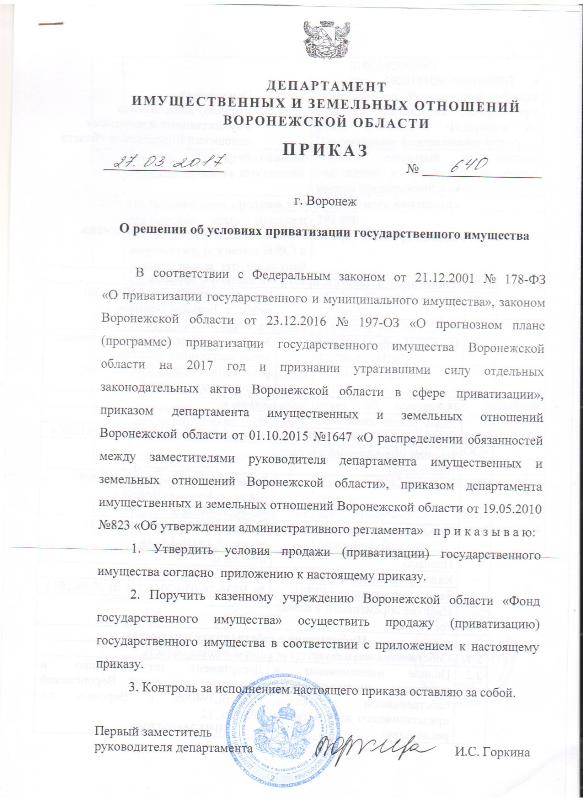 ДЕПАРТАМЕНТ
ИМУЩЕСТВЕННЫХ И ЗЕМЕЛЬНЫХ ОТНОШЕНИЙ
ВОРОНЕЖСКОЙ ОБЛАСТИ
ПРИКАЗ
27.03.2017 № 640
г. Воронеж
О решении об условиях приватизации государственного имущества
В соответствии с Федеральным законом от 21.12.2001 № 178-ФЗ
«О приватизации государственного и муниципального имущества», законом
Воронежской области от 23.12.2016 № 197-ОЗ «О прогнозном плане
(программе) приватизации государственного имущества Воронежской
области на 2017 год и признании утратившими силу отдельных
законодательных актов Воронежской области в сфере приватизации»,
приказом департамента имущественных и земельных отношений
Воронежской области от 01.10.2015 №1647 «О распределении обязанностей
между заместителями руководителя департамента имущественных и
земельных отношений Воронежской области», приказом департамента
имущественных и земельных отношений Воронежской области от 19.05.2010
№823 «Об утверждении административного регламента» п р и к а з ы в а ю:
1. Утвердить условия продажи (приватизации) государственного
имущества согласно приложению к настоящему приказу.
2. Поручить казенному учреждению Воронежской области «Фонд
государственного имущества» осуществить продажу (приватизацию)
государственного имущества в соответствии с приложением к настоящему
приказу.
3. Контроль за исполнением настоящего приказа оставляю за собой.
Первый заместитель
руководителя департамента И.С. Горкина